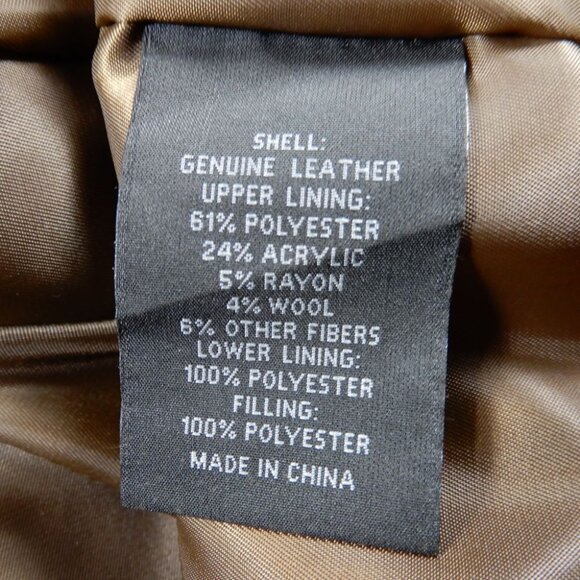 SHELL:
GENUINE LEATHER
UPPER LINING:
61% POLYESTER
24% ACRYLIC
5% RAYON
4% WOOL
6% OTHER FIBERS
LOWER LINING:
100% POLYESTER
FILLING:
100% POLYESTER
MADE IN CHINA